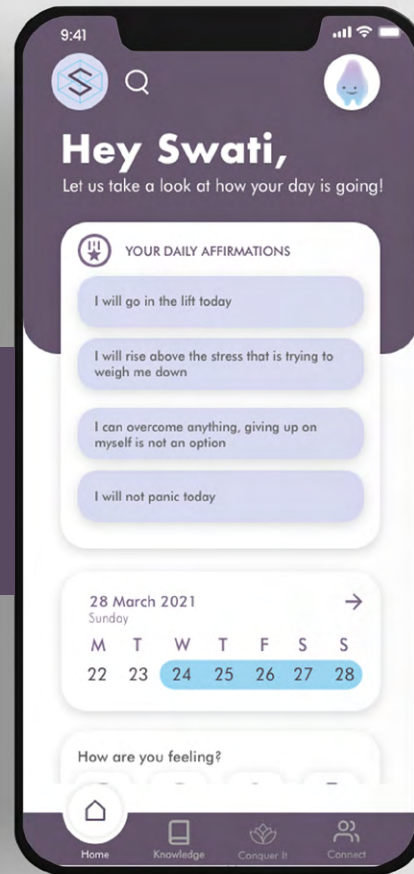 9:41
S
Hey Swati,
Let us take a look at how your day is going!
YOUR DAILY AFFIRMATIONS
I will go in the lift today
I will rise above the stress that is trying to
weigh me down
I can overcome anything, giving up on
myself is not an option
I will not panic today
28 March 2021
Sunday
M T W T F S S
22 23 24 25 26 27 28
How are you feeling?
Home Knowledge Conquer It Connect